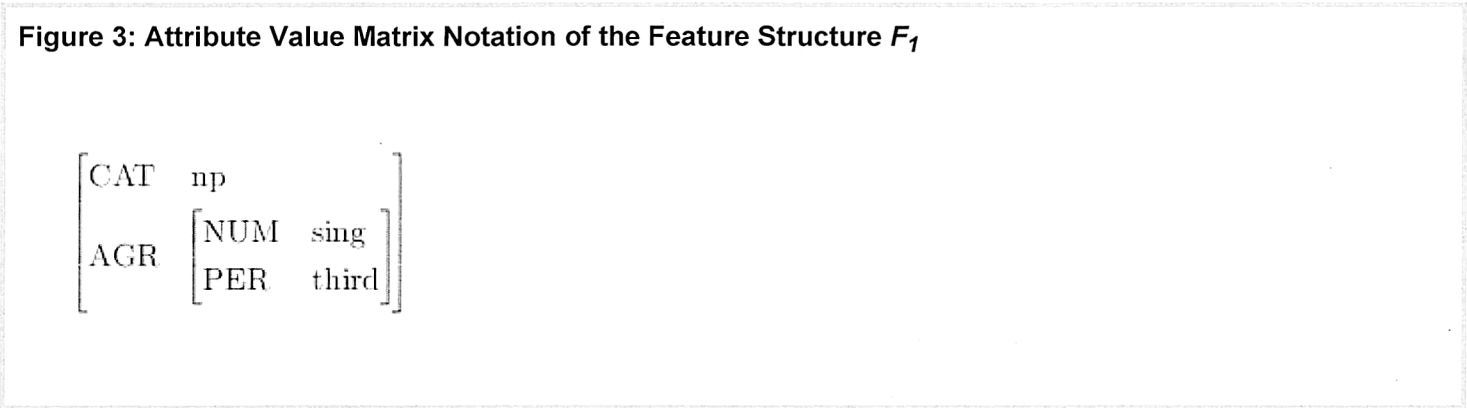 Figure 3: Attribute Value Matrix Notation of the Feature Structure F1
CAT np
AGR
NUM sing
PER third